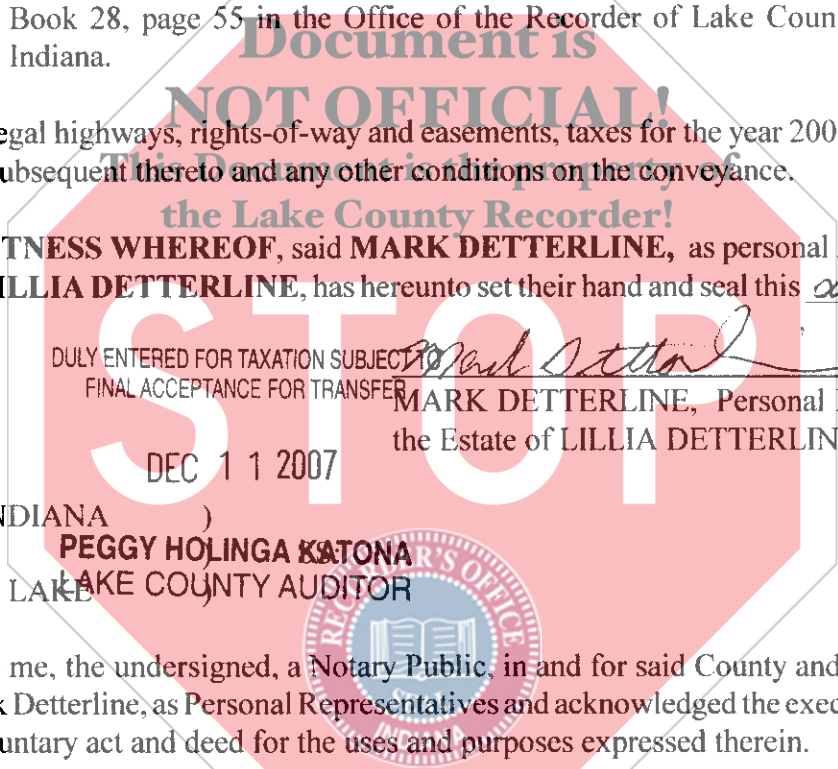 Book 28, page 55 in the Office of the Recorder of Lake Coun
Indiana.
Document is
NOT OFFICIAL!
This Document is the property of
the Lake County Recorder!
egal highways, rights-of-way and easements, taxes for the year 200
ubsequent thereto and any other conditions on the conveyance.
TNESS WHEREOF, said MARK DETTERLINE, as personal
ILLIA DETTERLINE, has hereunto set their hand and seal this
STOP
DULY ENTERED FOR TAXATION SUBJECT TO
FINAL ACCEPTANCE FOR TRANSFER
MARK DETTERLINE, Personal
the Estate of LILLIA DETTERLIN
DEC 11 2007
NDIANA )
) SS:
PEGGY HOLINGA KATONA
LAKE )
LAKE COUNTY AUDITOR
RECORDER'S OFFICE
SEAL
INDIANA
me, the undersigned, a Notary Public, in and for said County and
k Detterline, as Personal Representatives and acknowledged the exec
untary act and deed for the uses and purposes expressed therein.